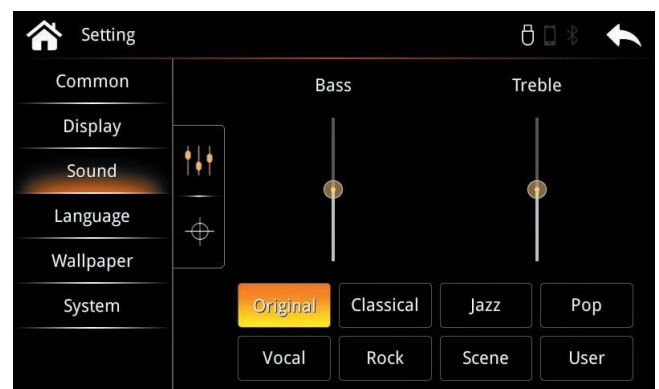 Setting
Common
Display
Sound
Language
Wallpaper
System
Bass Treble
Original Classical Jazz Pop
Vocal Rock Scene User